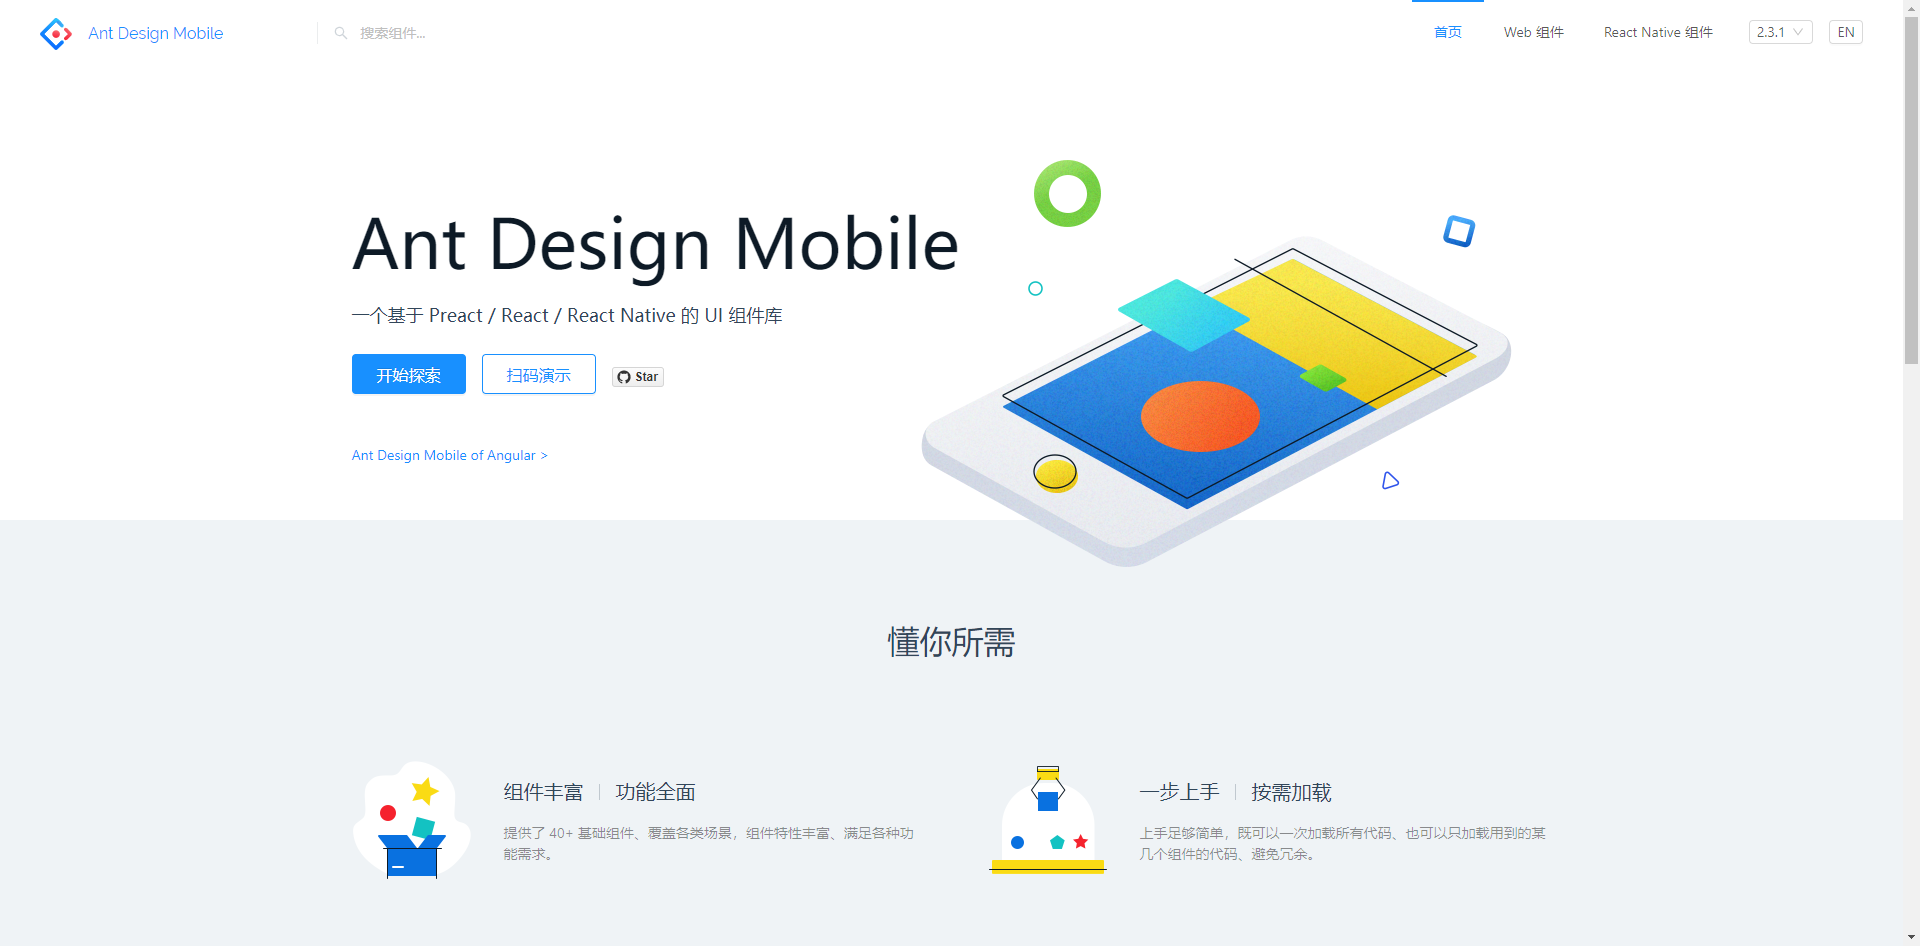 Ant Design Mobile
搜索组件...
首页
Web 组件
React Native 组件
2.3.1
EN
Ant Design Mobile
一个基于 Preact / React / React Native 的 UI 组件库
开始探索
扫码演示
Star
Ant Design Mobile of Angular >
懂你所需
组件丰富 功能全面
提供了 40+ 基础组件、覆盖各类场景，组件特性丰富、满足各种功
能需求。
一步上手 按需加载
上手足够简单，既可以一次加载所有代码、也可以只加载用到的某
几个组件的代码、避免冗余。